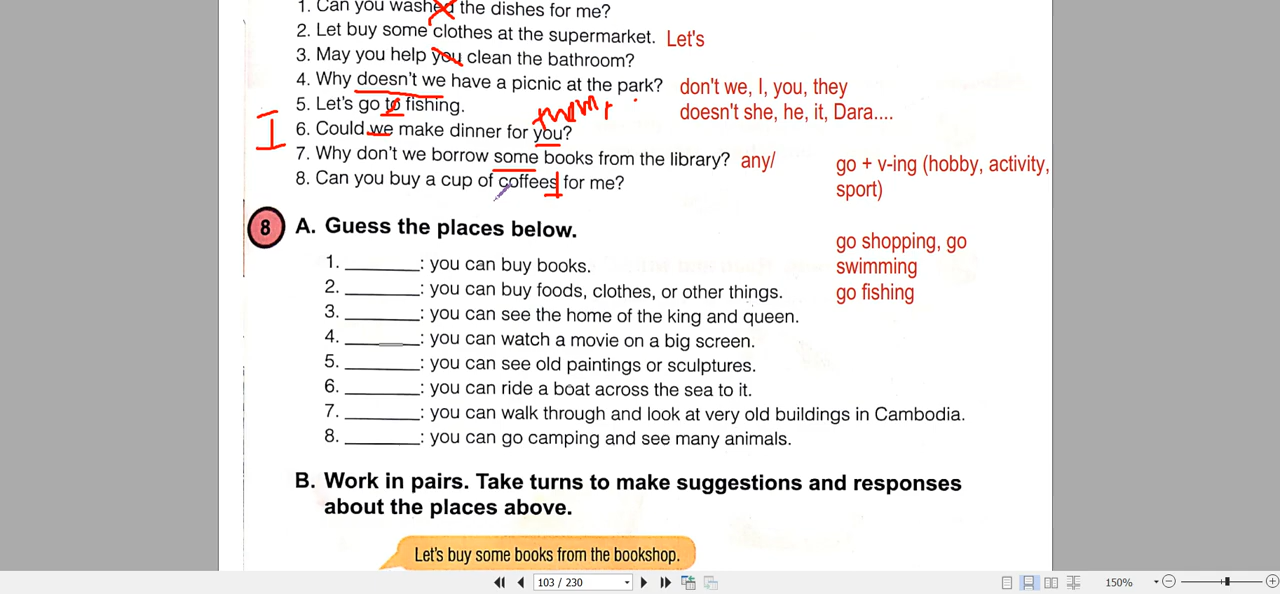 1. Can you washed the dishes for me?
2. Let buy some clothes at the supermarket. Let's
3. May you help you clean the bathroom?
4. Why doesn't we have a picnic at the park? don't we, I, you, they
5. Let's go to fishing. them, doesn't she, he, it, Dara....
I 6. Could we make dinner for you?
7. Why don't we borrow some books from the library? any/ go + v-ing (hobby, activity,
8. Can you buy a cup of coffees for me? sport)
8 A. Guess the places below.
go shopping, go
1. ________: you can buy books. swimming
2. ________: you can buy foods, clothes, or other things. go fishing
3. ________: you can see the home of the king and queen.
4. ________: you can watch a movie on a big screen.
5. ________: you can see old paintings or sculptures.
6. ________: you can ride a boat across the sea to it.
7. ________: you can walk through and look at very old buildings in Cambodia.
8. ________: you can go camping and see many animals.
B. Work in pairs. Take turns to make suggestions and responses
about the places above.
Let's buy some books from the bookshop.
103 / 230 150%